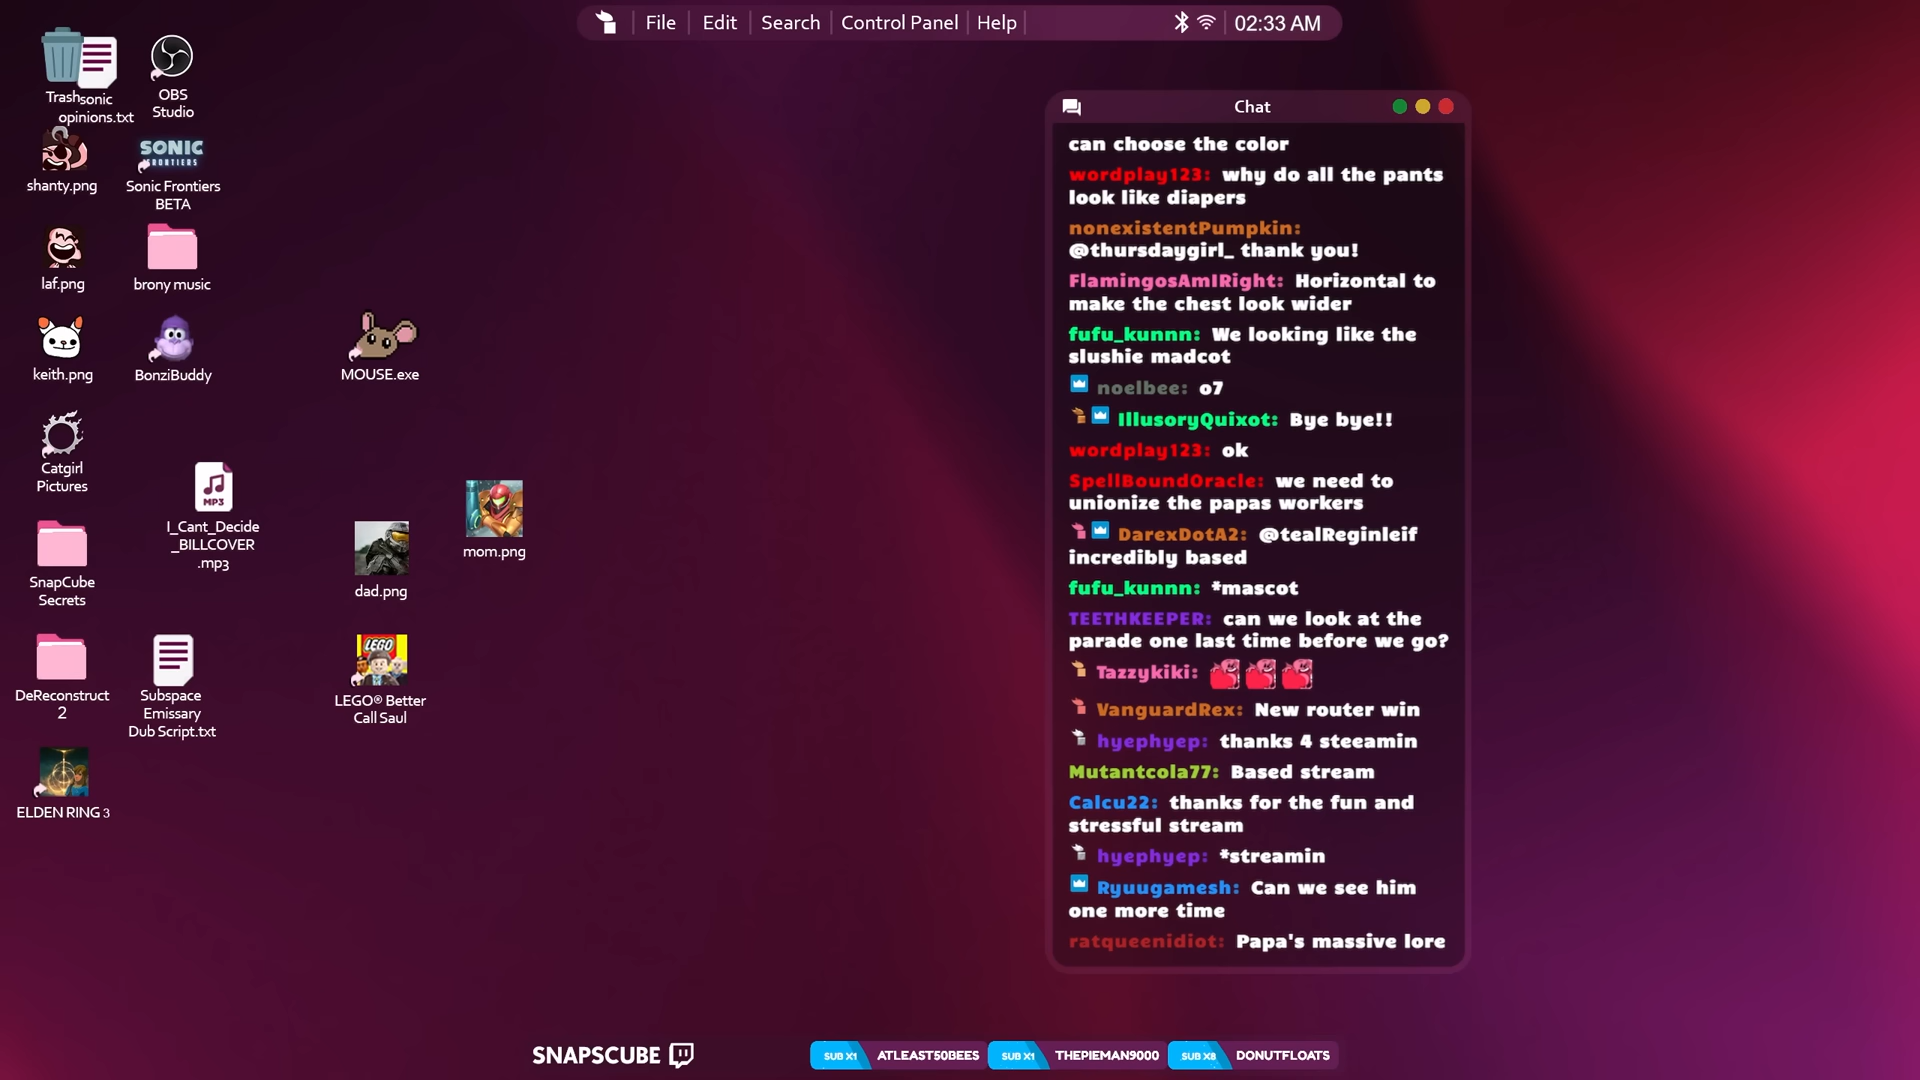 File
Edit
Search
Control Panel
Help
02:33 AM
Trash
sonic
opinions.txt
OBS
Studio
shanty.png
SONIC
FRONTIERS
Sonic Frontiers
BETA
laf.png
brony music
keith.png
BonziBuddy
MOUSE.exe
Catgirl
Pictures
MP3
I_Cant_Decide
_BILLCOVER
.mp3
mom.png
dad.png
SnapCube
Secrets
DeReconstruct
2
Subspace
Emissary
Dub Script.txt
LEGO
LEGO® Better
Call Saul
ELDEN RING 3
Chat
can choose the color
wordplay123: why do all the pants
look like diapers
nonexistentPumpkin:
@thursdaygirl_ thank you!
FlamingosAmIRight: Horizontal to
make the chest look wider
fufu_kunnn: We looking like the
slushie madcot
noelbee: o7
IllusoryQuixot: Bye bye!!
wordplay123: ok
SpellBoundOracle: we need to
unionize the papas workers
DarexDotA2: @tealReginleif
incredibly based
fufu_kunnn: *mascot
TEETHKEEPER: can we look at the
parade one last time before we go?
Tazzykiki:
VanguardRex: New router win
hyephyep: thanks 4 steeamin
Mutantcola77: Based stream
Calcu22: thanks for the fun and
stressful stream
hyephyep: *streamin
Ryuugamesh: Can we see him
one more time
ratqueenidiot: Papa's massive lore
SNAPSCUBE
SUB X1 ATLEAST50BEES
SUB X1 THEPIEMAN9000
SUB X8 DONUTFLOATS